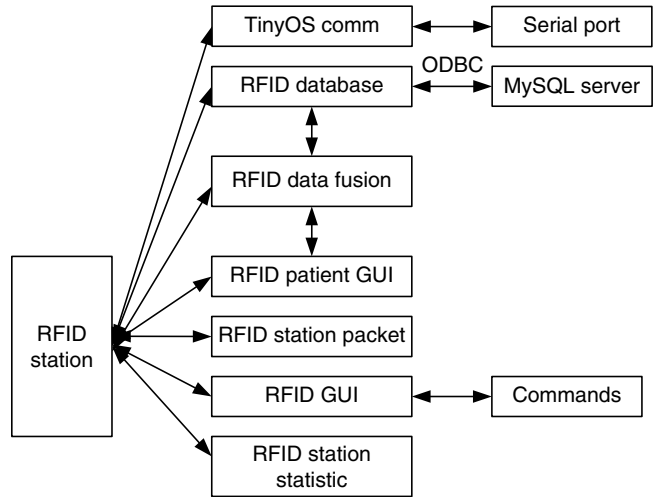 TinyOS comm
Serial port
ODBC
RFID database
MySQL server
RFID data fusion
RFID patient GUI
RFID
station
RFID station packet
RFID GUI
Commands
RFID station
statistic